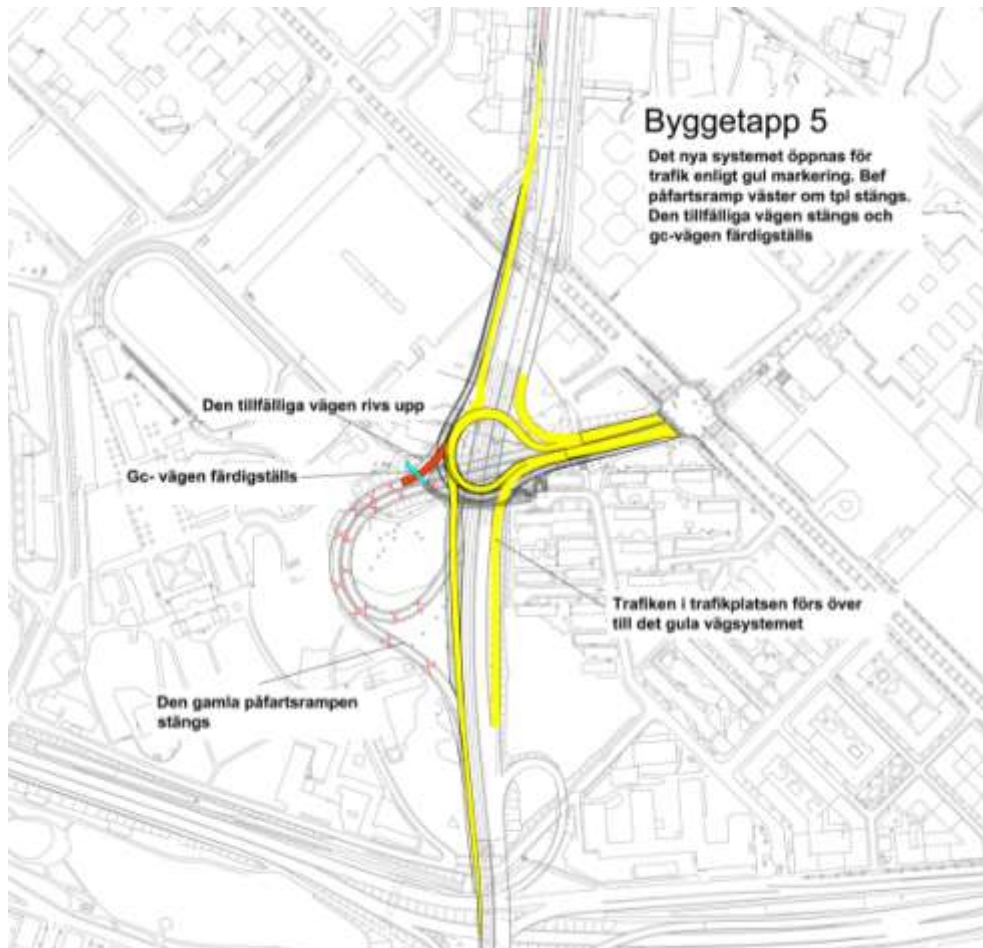 Byggetapp 5
Det nya systemet öppnas för
trafik enligt gul markering. Bef
påfartsramp väster om tpl stängs.
Den tillfälliga vägen stängs och
gc-vägen färdigställs
Den tillfälliga vägen rivs upp
Gc- vägen färdigställs
Trafiken i trafikplatsen förs över
till det gula vägsystemet
Den gamla påfartsrampen
stängs